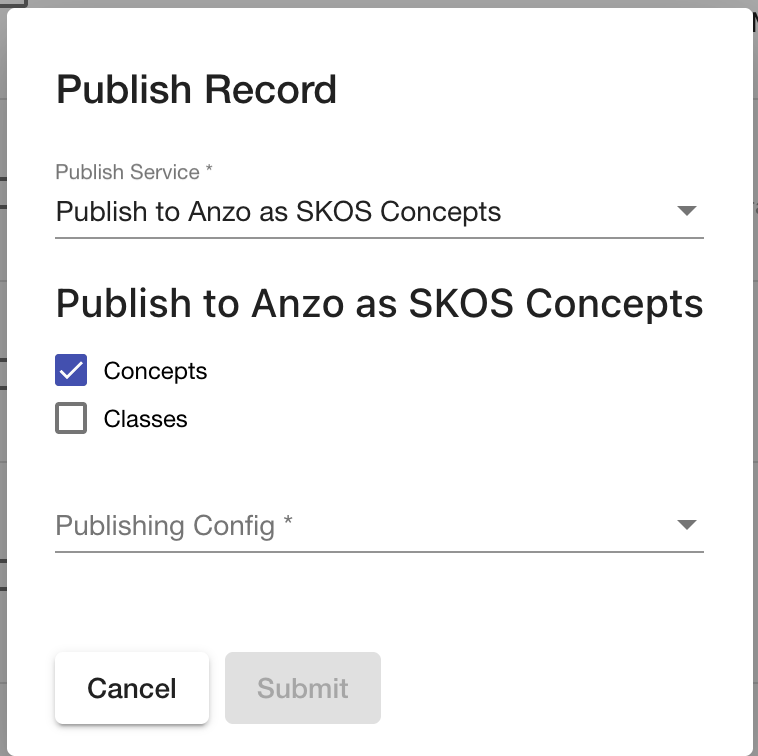 Publish Record
Publish Service *
Publish to Anzo as SKOS Concepts
Publish to Anzo as SKOS Concepts
Concepts
Classes
Publishing Config *
Cancel
Submit